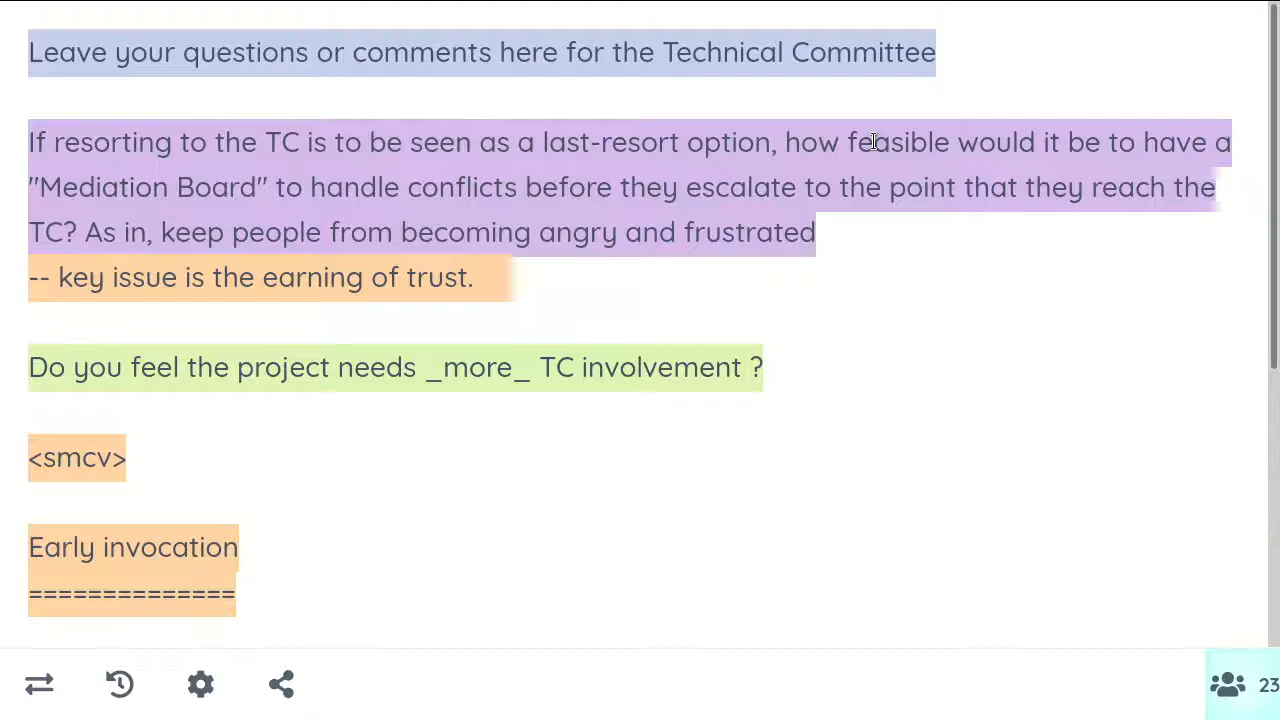 Leave your questions or comments here for the Technical Committee
If resorting to the TC is to be seen as a last-resort option, how feasible would it be to have a
"Mediation Board" to handle conflicts before they escalate to the point that they reach the
TC? As in, keep people from becoming angry and frustrated
-- key issue is the earning of trust.
Do you feel the project needs _more_ TC involvement ?
<smcv>
Early invocation
==============
23